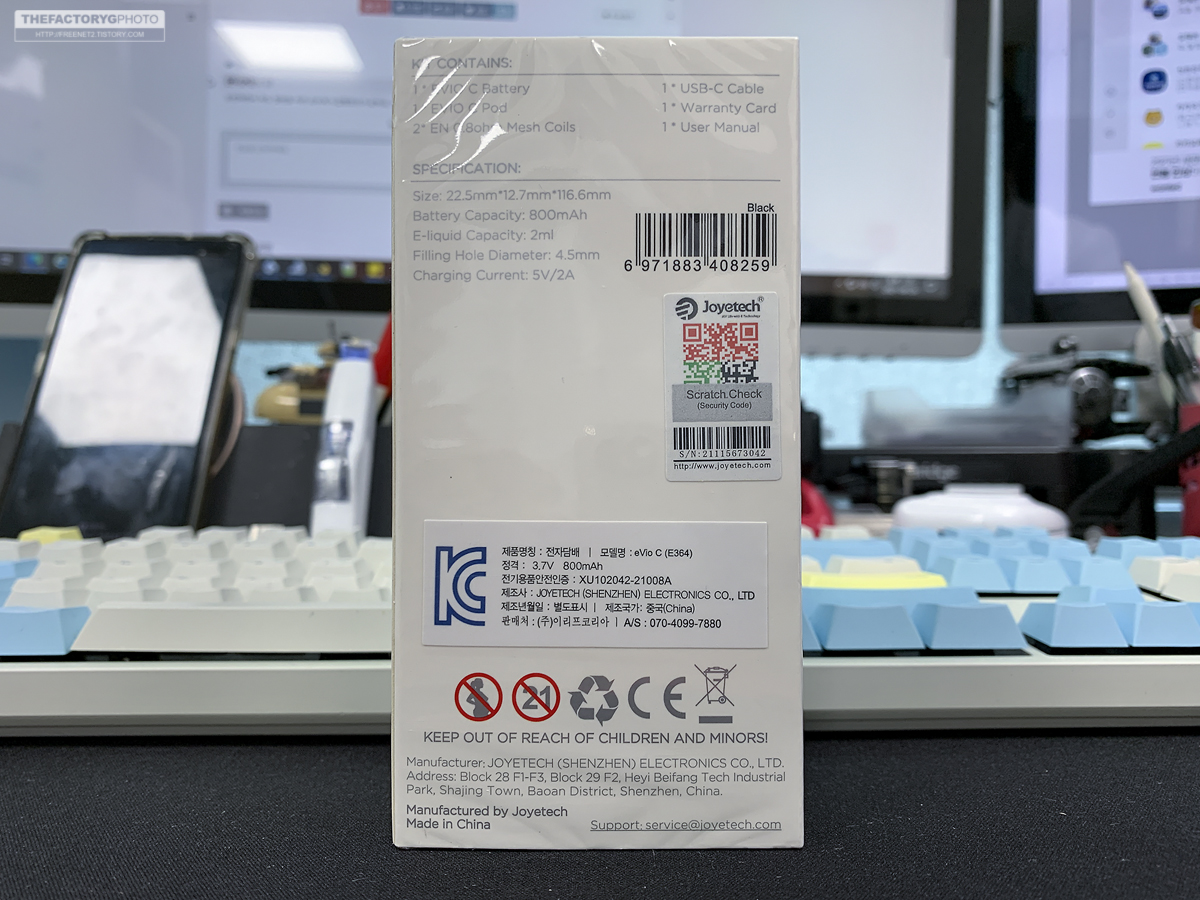 THEFACTORYGPHOTO
HTTP://FREENET2.TISTORY.COM
KIT CONTAINS:
1 * EVIO C Battery
1 * EVIO C Pod
2* EN 0.8ohm Mesh Coils
1 * USB-C Cable
1 * Warranty Card
1 * User Manual
SPECIFICATION:
Size: 22.5mm*12.7mm*116.6mm
Battery Capacity: 800mAh
E-liquid Capacity: 2ml
Filling Hole Diameter: 4.5mm
Charging Current: 5V/2A
Black
6 971883 408259
Joyetech®
Scratch.Check
(Security Code)
S/N:21115673042
http://www.joyetech.com
제품명칭 : 전자담배 | 모델명 : eVio C (E364)
정격 : 3.7V 800mAh
전기용품안전인증 : XU102042-21008A
제조사 : JOYETECH (SHENZHEN) ELECTRONICS CO., LTD
제조년월일 : 별도표시 | 제조국가: 중국(China)
판매처 : (주)이리프코리아 | A/S : 070-4099-7880
21
CE
KEEP OUT OF REACH OF CHILDREN AND MINORS!
Manufacturer: JOYETECH (SHENZHEN) ELECTRONICS CO., LTD.
Address: Block 28 F1-F3, Block 29 F2, Heyi Beifang Tech Industrial
Park, Shajing Town, Baoan District, Shenzhen, China.
Manufactured by Joyetech
Made in China
Support: service@joyetech.com